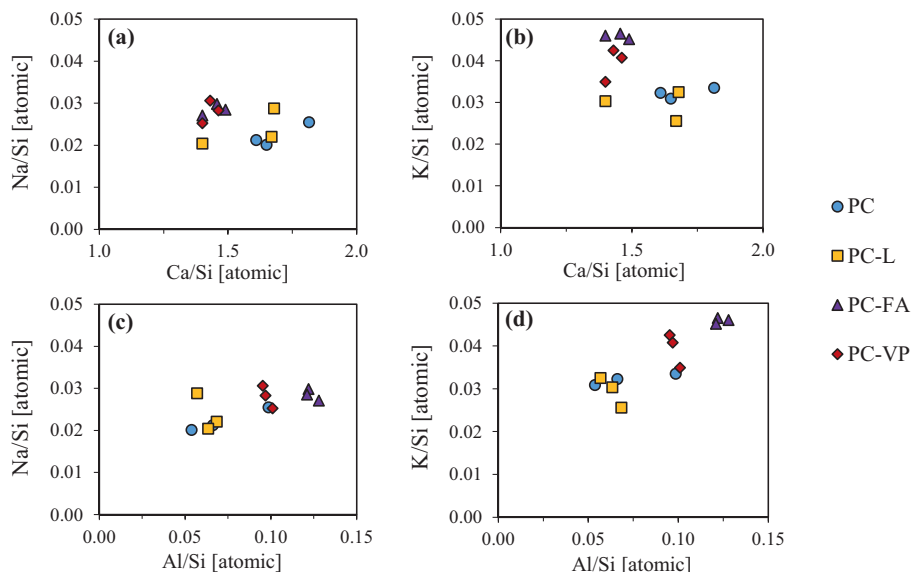 (a)
0.05
0.04
0.03
0.02
0.01
0.00
Na/Si [atomic]
1.0 1.5 2.0
Ca/Si [atomic]
(b)
0.05
0.04
0.03
0.02
0.01
0.00
K/Si [atomic]
1.0 1.5 2.0
Ca/Si [atomic]
(c)
0.05
0.04
0.03
0.02
0.01
0.00
Na/Si [atomic]
0.00 0.05 0.10 0.15
Al/Si [atomic]
(d)
0.05
0.04
0.03
0.02
0.01
0.00
K/Si [atomic]
0.00 0.05 0.10 0.15
Al/Si [atomic]
PC
PC-L
PC-FA
PC-VP